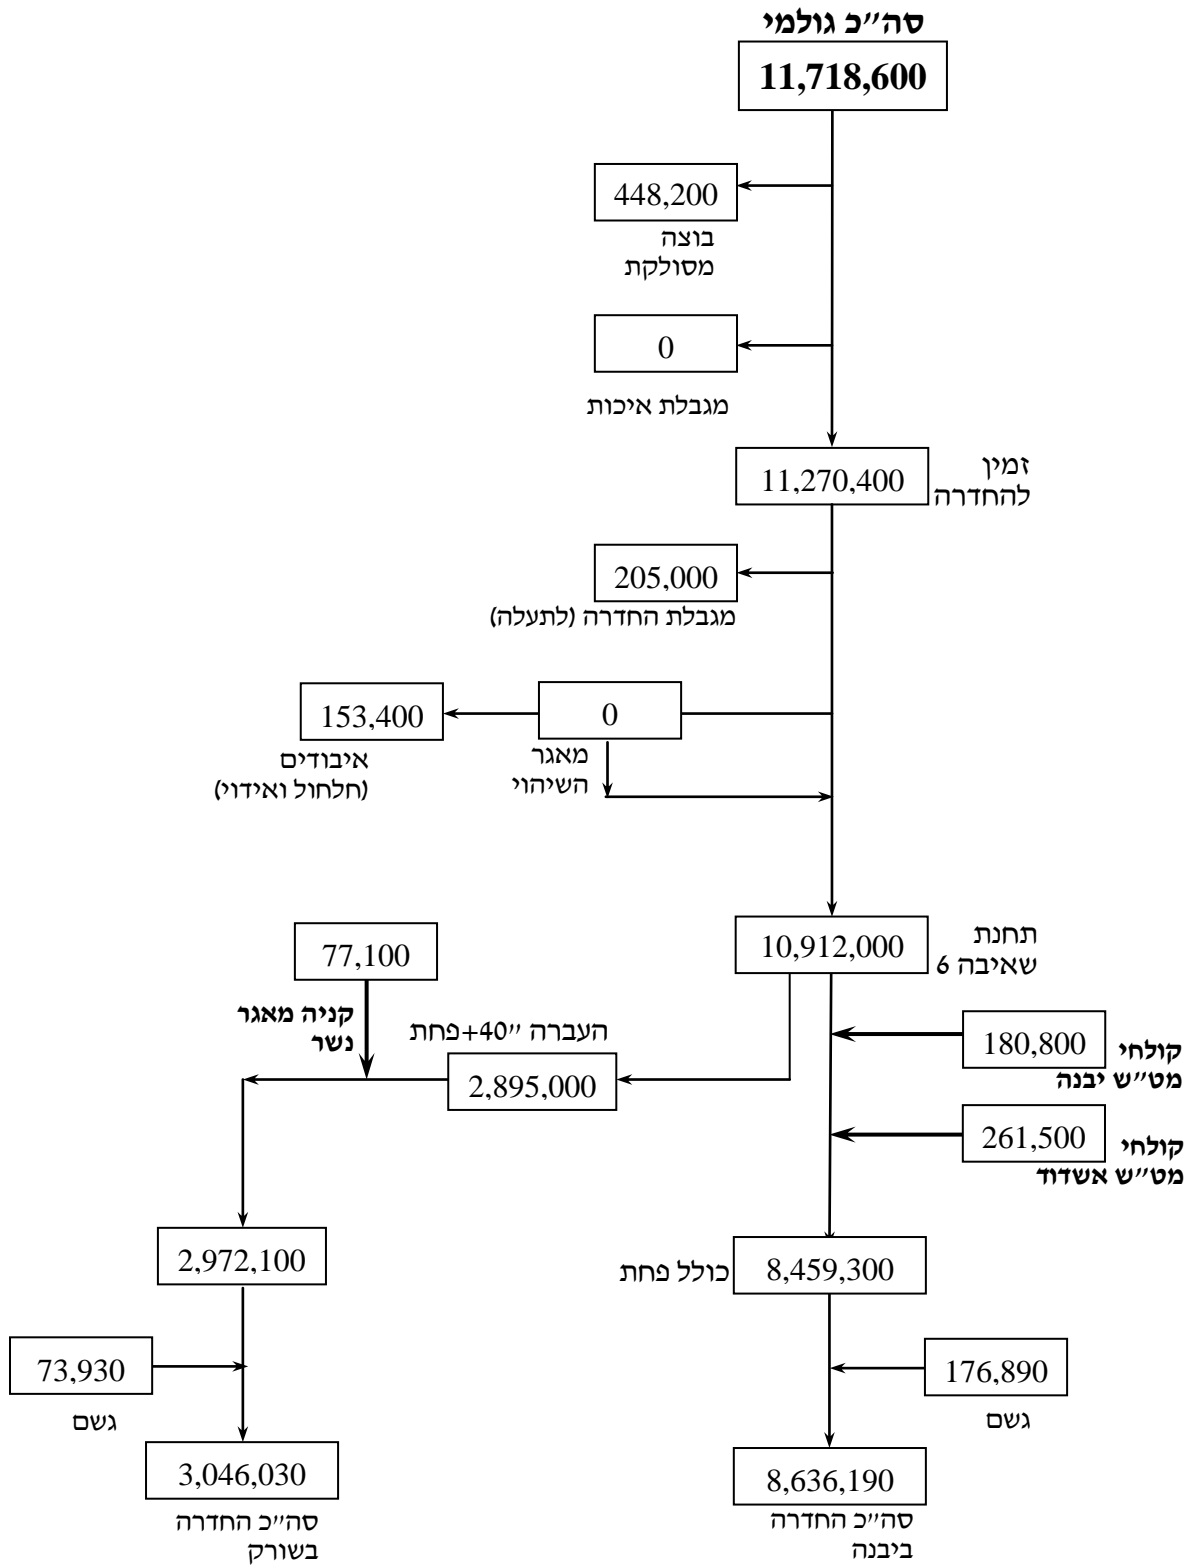 סה״כ גולמי
11,718,600
448,200
בוצה
מסולקת
0
מגבלת איכות
11,270,400
זמין
להחדרה
205,000
מגבלת החדרה (לתעלה)
0
מאגר
השיהוי
153,400
איבודים
(חלחול ואידוי)
10,912,000
תחנת
שאיבה 6
77,100
קניה מאגר
נשר
העברה 40״+פחת
2,895,000
180,800
קולחי
מט״ש יבנה
261,500
קולחי
מט״ש אשדוד
2,972,100
8,459,300
כולל פחת
73,930
גשם
176,890
גשם
3,046,030
סה״כ החדרה
בשורק
8,636,190
סה״כ החדרה
ביבנה